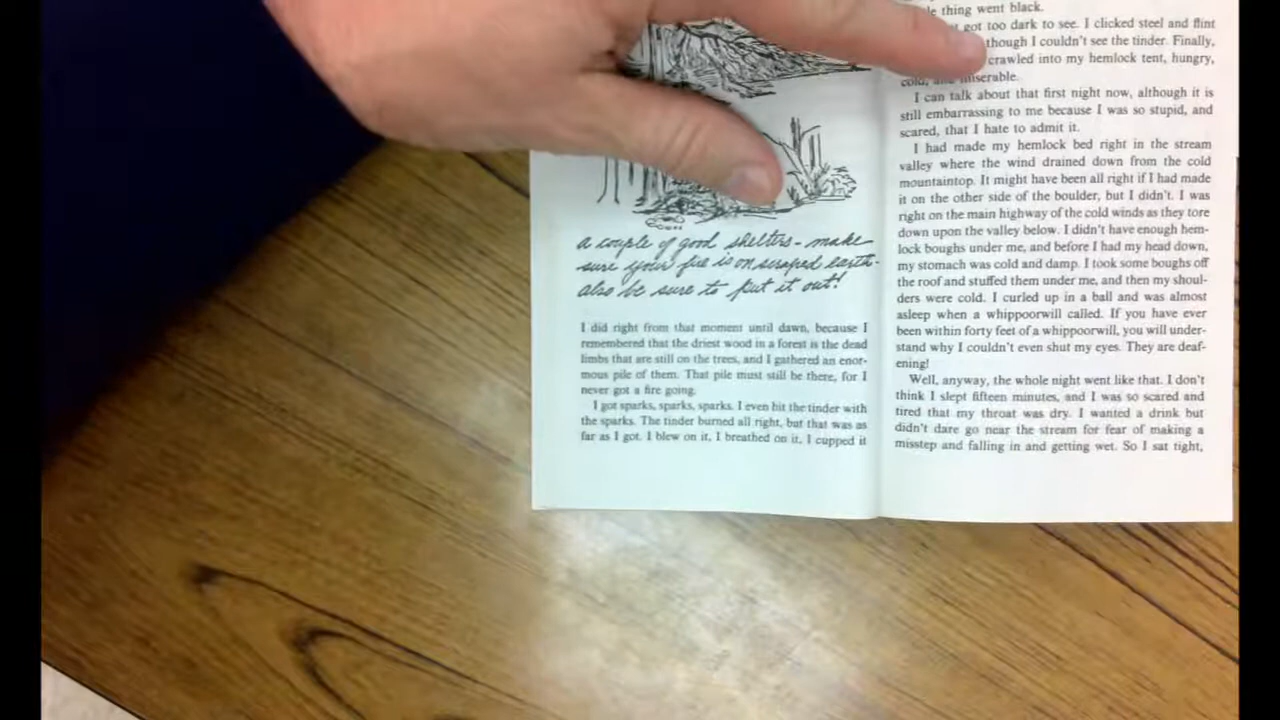 a couple of good shelters - make
sure your fire is on scraped earth -
also be sure to put it out!
I did right from that moment until dawn, because I
remembered that the driest wood in a forest is the dead
limbs that are still on the trees, and I gathered an enor-
mous pile of them. That pile must still be there, for I
never got a fire going.
I got sparks, sparks, sparks. I even hit the tinder with
the sparks. The tinder burned all right, but that was as
far as I got. I blew on it, I breathed on it, I cupped it
thing went black.
got too dark to see. I clicked steel and flint
though I couldn't see the tinder. Finally,
crawled into my hemlock tent, hungry,
cold, and miserable.
I can talk about that first night now, although it is
still embarrassing to me because I was so stupid, and
scared, that I hate to admit it.
I had made my hemlock bed right in the stream
valley where the wind drained down from the cold
mountaintop. It might have been all right if I had made
it on the other side of the boulder, but I didn't. I was
right on the main highway of the cold winds as they tore
down upon the valley below. I didn't have enough hem-
lock boughs under me, and before I had my head down,
my stomach was cold and damp. I took some boughs off
the roof and stuffed them under me, and then my shoul-
ders were cold. I curled up in a ball and was almost
asleep when a whippoorwill called. If you have ever
been within forty feet of a whippoorwill, you will under-
stand why I couldn't even shut my eyes. They are deaf-
ening!
Well, anyway, the whole night went like that. I don't
think I slept fifteen minutes, and I was so scared and
tired that my throat was dry. I wanted a drink but
didn't dare go near the stream for fear of making a
misstep and falling in and getting wet. So I sat tight,